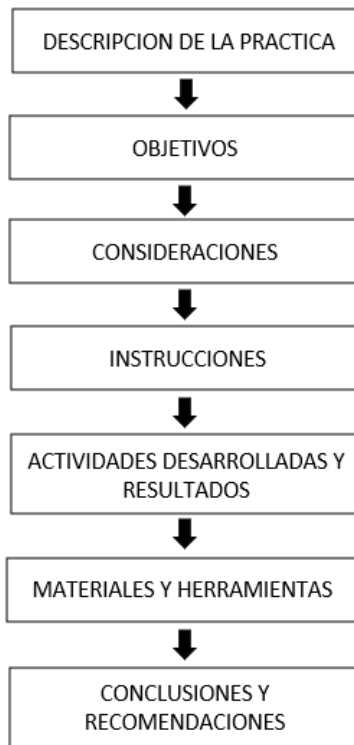 DESCRIPCION DE LA PRACTICA
OBJETIVOS
CONSIDERACIONES
INSTRUCCIONES
ACTIVIDADES DESARROLLADAS Y
RESULTADOS
MATERIALES Y HERRAMIENTAS
CONCLUSIONES Y
RECOMENDACIONES